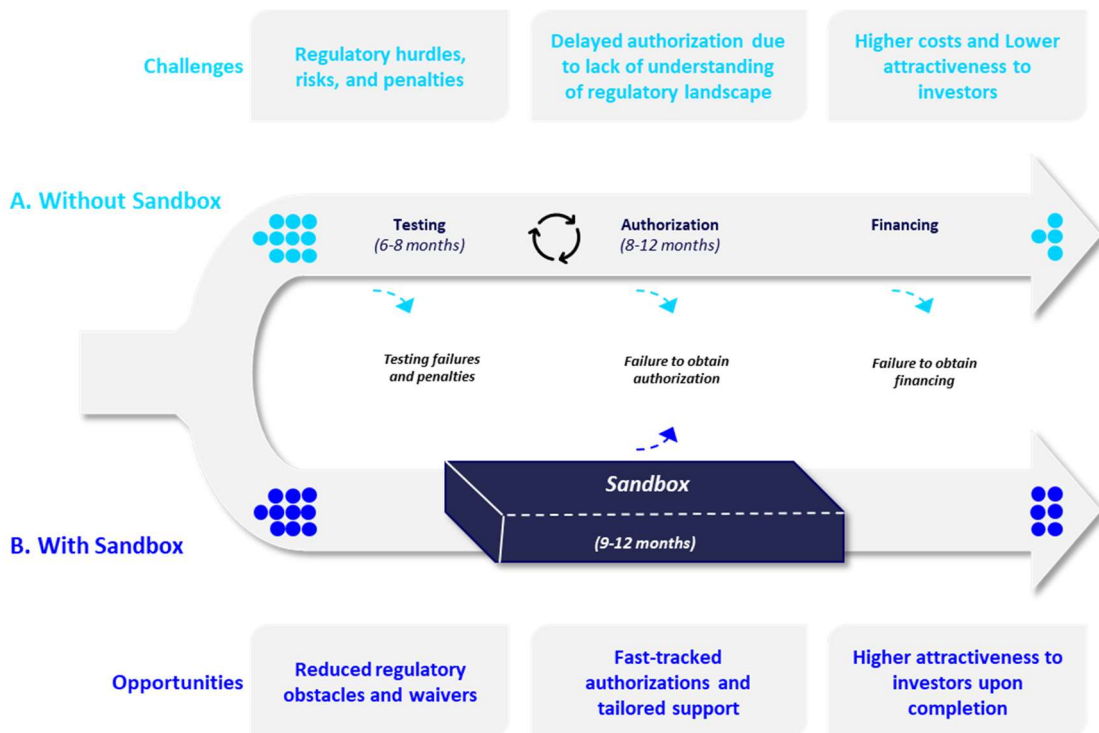 Challenges
Regulatory hurdles,
risks, and penalties
Delayed authorization due
to lack of understanding
of regulatory landscape
Higher costs and Lower
attractiveness to
investors
A. Without Sandbox
Testing
(6-8 months)
Authorization
(8-12 months)
Financing
Testing failures
and penalties
Failure to obtain
authorization
Failure to obtain
financing
Sandbox
(9-12 months)
B. With Sandbox
Opportunities
Reduced regulatory
obstacles and waivers
Fast-tracked
authorizations and
tailored support
Higher attractiveness to
investors upon
completion